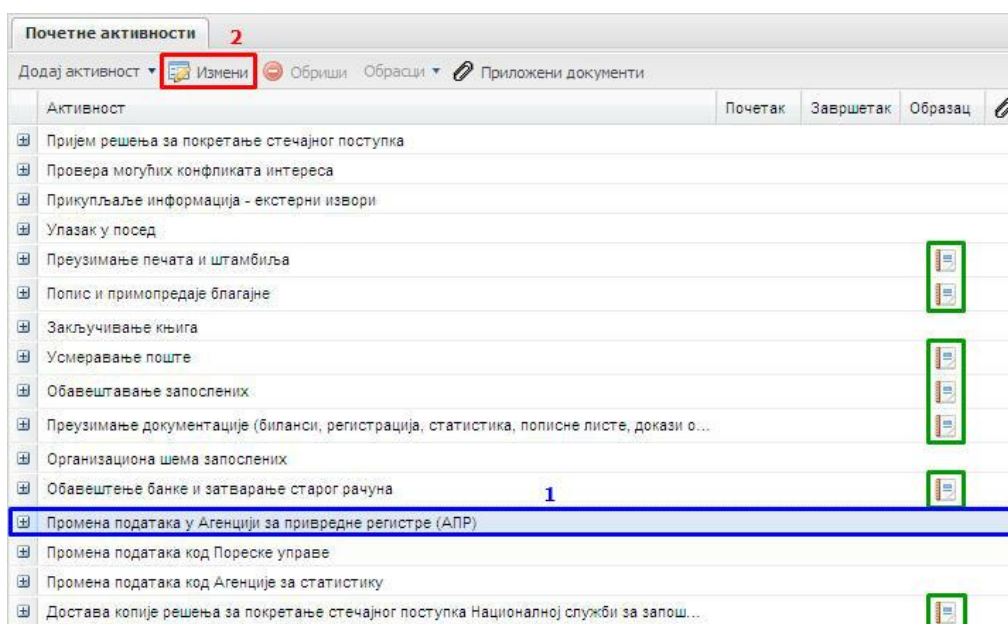 Почетне активности
2
Додај активност Измени Обриши Обрасци Приложени документи
Активност Почетак Завршетак Образац
Пријем решења за покретање стечајног поступка
Провера могућих конфликата интереса
Прикупљаље информација - екстерни извори
Улазак у посед
Преузимање печата и штамбиља
Попис и примопредаје благајне
Закључивање књига
Усмеравање поште
Обавештавање запослених
Преузимање документације (биланси, регистрација, статистика, пописне листе, докази о...
Организациона шема запослених
Обавештење банке и затварање старог рачуна
1
Промена података у Агенцији за привредне регистре (АПР)
Промена података код Пореске управе
Промена података код Агенције за статистику
Достава копије решења за покретање стечајног поступка Националној служби за запош...